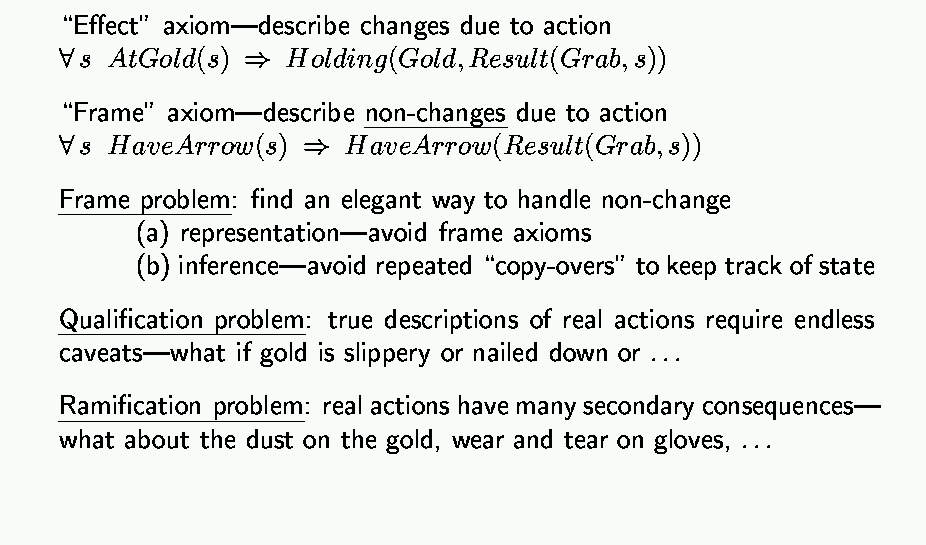 “Effect” axiom—describe changes due to action
∀ s AtGold(s) ⇒ Holding(Gold, Result(Grab, s))
“Frame” axiom—describe non-changes due to action
∀ s HaveArrow(s) ⇒ HaveArrow(Result(Grab, s))
Frame problem: find an elegant way to handle non-change
(a) representation—avoid frame axioms
(b) inference—avoid repeated “copy-overs” to keep track of state
Qualification problem: true descriptions of real actions require endless
caveats—what if gold is slippery or nailed down or ...
Ramification problem: real actions have many secondary consequences—
what about the dust on the gold, wear and tear on gloves, ...